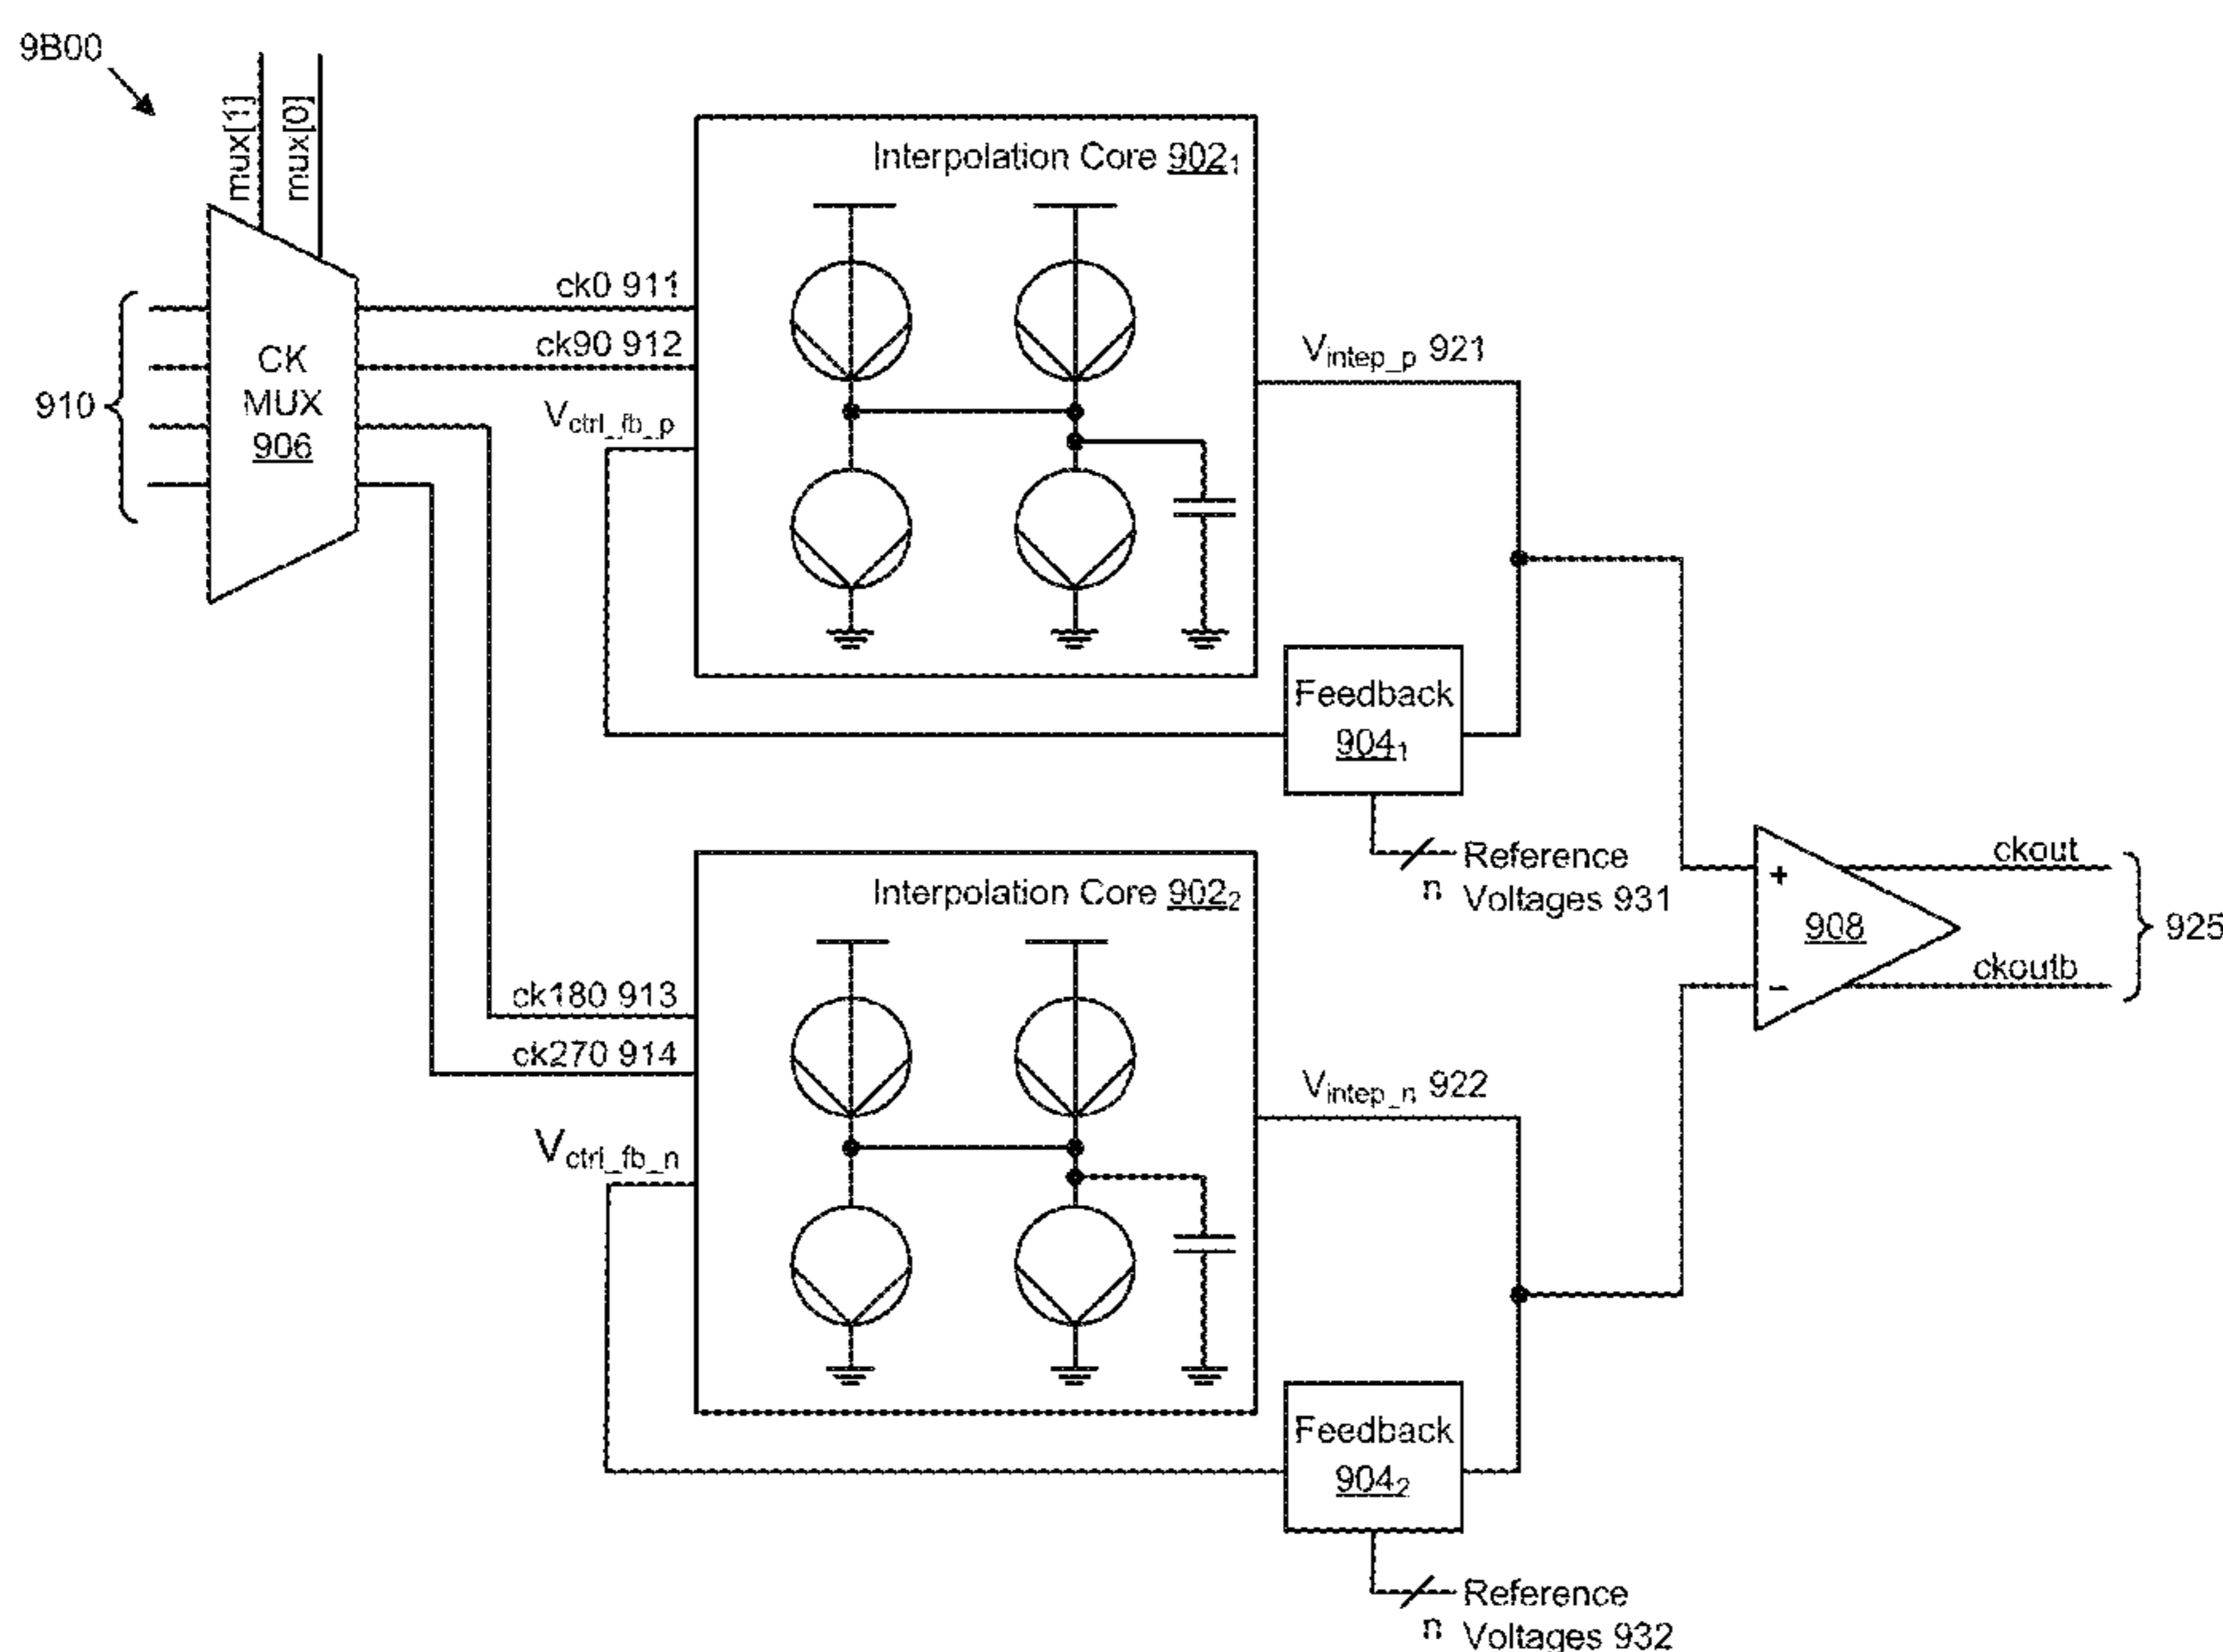 9B00
mux[1]
mux[0]
910
CK
MUX
906
ck0 911
ck90 912
Vctrl_fb_p
Interpolation Core 902₁
Vintep_p 921
Feedback
904₁
Reference
n Voltages 931
Interpolation Core 902₂
ck180 913
ck270 914
Vctrl_fb_n
Vintep_n 922
Feedback
904₂
Reference
n Voltages 932
+
908
−
ckout
ckoutb
925